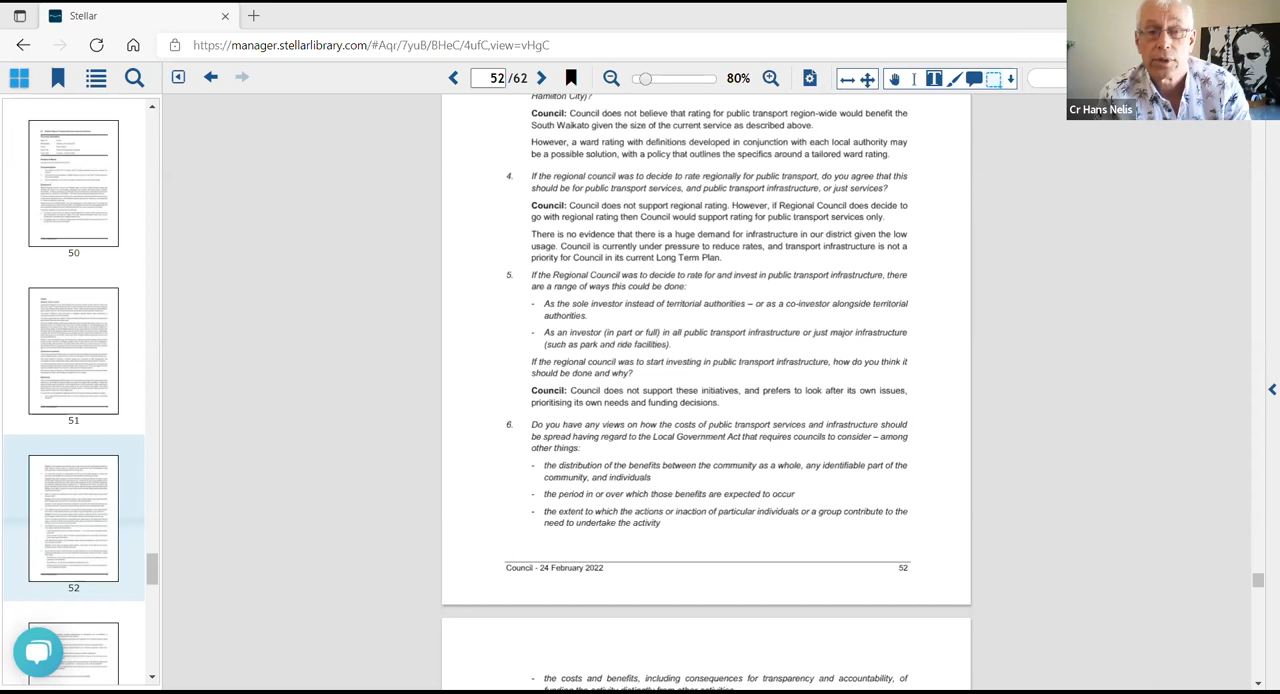 Stellar
https://manager.stellarlibrary.com/#Aqr/7yuB/BHeC/4ufC,view=vHgC
52 /62
80%
Cr Hans Nelis
50
51
52
Hamilton City)?
Council: Council does not believe that rating for public transport region-wide would benefit the
South Waikato given the size of the current service as described above.
However, a ward rating with definitions developed in conjunction with each local authority may
be a possible solution, with a policy that outlines the specifics around a tailored ward rating.
4. If the regional council was to decide to rate regionally for public transport, do you agree that this
should be for public transport services, and public transport infrastructure, or just services?
Council: Council does not support regional rating. However, if Regional Council does decide to
go with regional rating then Council would support rating for public transport services only.
There is no evidence that there is a huge demand for infrastructure in our district given the low
usage. Council is currently under pressure to reduce rates, and transport infrastructure is not a
priority for Council in its current Long Term Plan.
5. If the Regional Council was to decide to rate for and invest in public transport infrastructure, there
are a range of ways this could be done:
- As the sole investor instead of territorial authorities – or as a co-investor alongside territorial
authorities.
- As an investor (in part or full) in all public transport infrastructure or just major infrastructure
(such as park and ride facilities).
If the regional council was to start investing in public transport infrastructure, how do you think it
should be done and why?
Council: Council does not support these initiatives, and prefers to look after its own issues,
prioritising its own needs and funding decisions.
6. Do you have any views on how the costs of public transport services and infrastructure should
be spread having regard to the Local Government Act that requires councils to consider – among
other things:
- the distribution of the benefits between the community as a whole, any identifiable part of the
community, and individuals
- the period in or over which those benefits are expected to occur
- the extent to which the actions or inaction of particular individuals or a group contribute to the
need to undertake the activity
Council - 24 February 2022 52
- the costs and benefits, including consequences for transparency and accountability, of
funding the activity distinctly from other activities